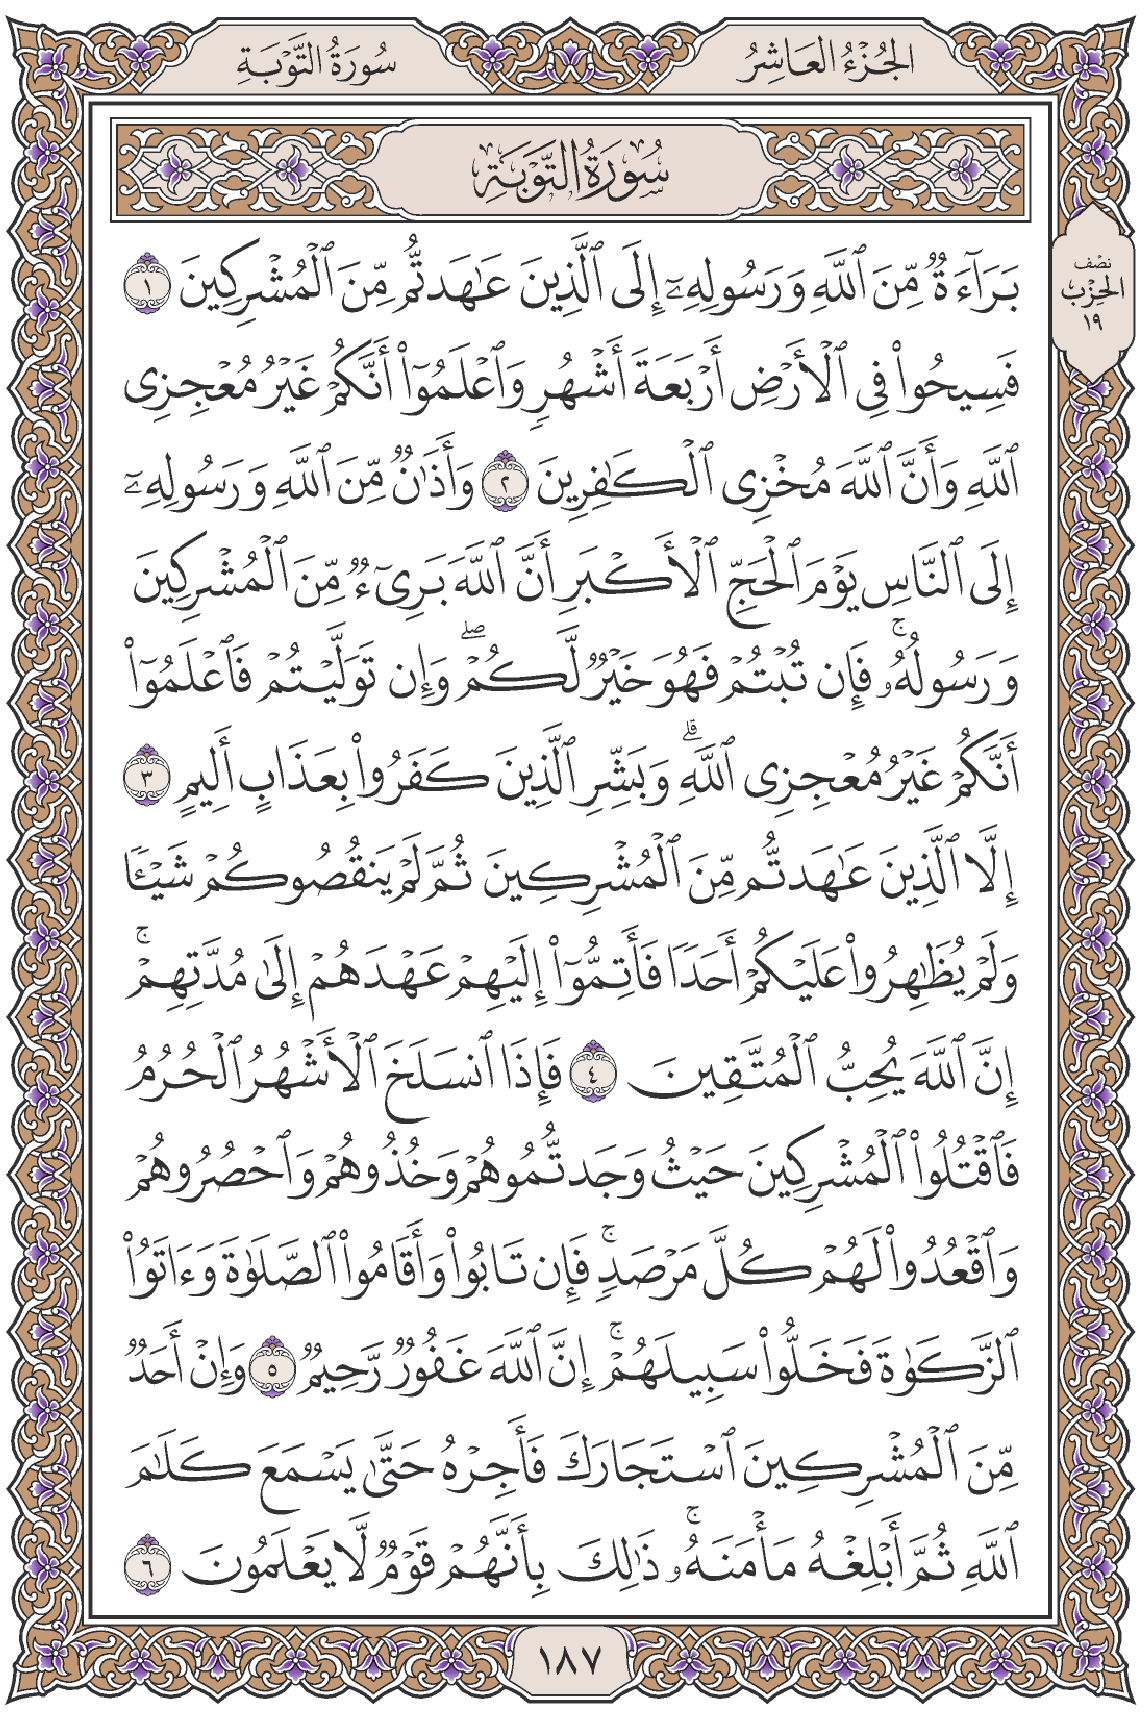 الجُزْءُ العَاشِرُ
سُورَةُ التَّوْبَةِ
سُورَةُ التَّوْبَةِ
نصف
الحِزْب
١٩
بَرَآءَةٌ مِّنَ ٱللَّهِ وَرَسُولِهِۦٓ إِلَى ٱلَّذِينَ عَٰهَدتُّم مِّنَ ٱلْمُشْرِكِينَ ١
فَسِيحُوا۟ فِى ٱلْأَرْضِ أَرْبَعَةَ أَشْهُرٍ وَٱعْلَمُوٓا۟ أَنَّكُمْ غَيْرُ مُعْجِزِى
ٱللَّهِ وَأَنَّ ٱللَّهَ مُخْزِى ٱلْكَٰفِرِينَ ٢ وَأَذَٰنٌ مِّنَ ٱللَّهِ وَرَسُولِهِۦٓ
إِلَى ٱلنَّاسِ يَوْمَ ٱلْحَجِّ ٱلْأَكْبَرِ أَنَّ ٱللَّهَ بَرِىٓءٌ مِّنَ ٱلْمُشْرِكِينَ
وَرَسُولُهُۥ ۚ فَإِن تُبْتُمْ فَهُوَ خَيْرٌ لَّكُمْ ۖ وَإِن تَوَلَّيْتُمْ فَٱعْلَمُوٓا۟
أَنَّكُمْ غَيْرُ مُعْجِزِى ٱللَّهِ ۗ وَبَشِّرِ ٱلَّذِينَ كَفَرُوا۟ بِعَذَابٍ أَلِيمٍ ٣
إِلَّا ٱلَّذِينَ عَٰهَدتُّم مِّنَ ٱلْمُشْرِكِينَ ثُمَّ لَمْ يَنقُصُوكُمْ شَيْـًٔا
وَلَمْ يُظَٰهِرُوا۟ عَلَيْكُمْ أَحَدًا فَأَتِمُّوٓا۟ إِلَيْهِمْ عَهْدَهُمْ إِلَىٰ مُدَّتِهِمْ ۚ
إِنَّ ٱللَّهَ يُحِبُّ ٱلْمُتَّقِينَ ٤ فَإِذَا ٱنسَلَخَ ٱلْأَشْهُرُ ٱلْحُرُمُ
فَٱقْتُلُوا۟ ٱلْمُشْرِكِينَ حَيْثُ وَجَدتُّمُوهُمْ وَخُذُوهُمْ وَٱحْصُرُوهُمْ
وَٱقْعُدُوا۟ لَهُمْ كُلَّ مَرْصَدٍ ۚ فَإِن تَابُوا۟ وَأَقَامُوا۟ ٱلصَّلَوٰةَ وَءَاتَوُا۟
ٱلزَّكَوٰةَ فَخَلُّوا۟ سَبِيلَهُمْ ۚ إِنَّ ٱللَّهَ غَفُورٌ رَّحِيمٌ ٥ وَإِنْ أَحَدٌ
مِّنَ ٱلْمُشْرِكِينَ ٱسْتَجَارَكَ فَأَجِرْهُ حَتَّىٰ يَسْمَعَ كَلَٰمَ
ٱللَّهِ ثُمَّ أَبْلِغْهُ مَأْمَنَهُۥ ۚ ذَٰلِكَ بِأَنَّهُمْ قَوْمٌ لَّا يَعْلَمُونَ ٦
١٨٧